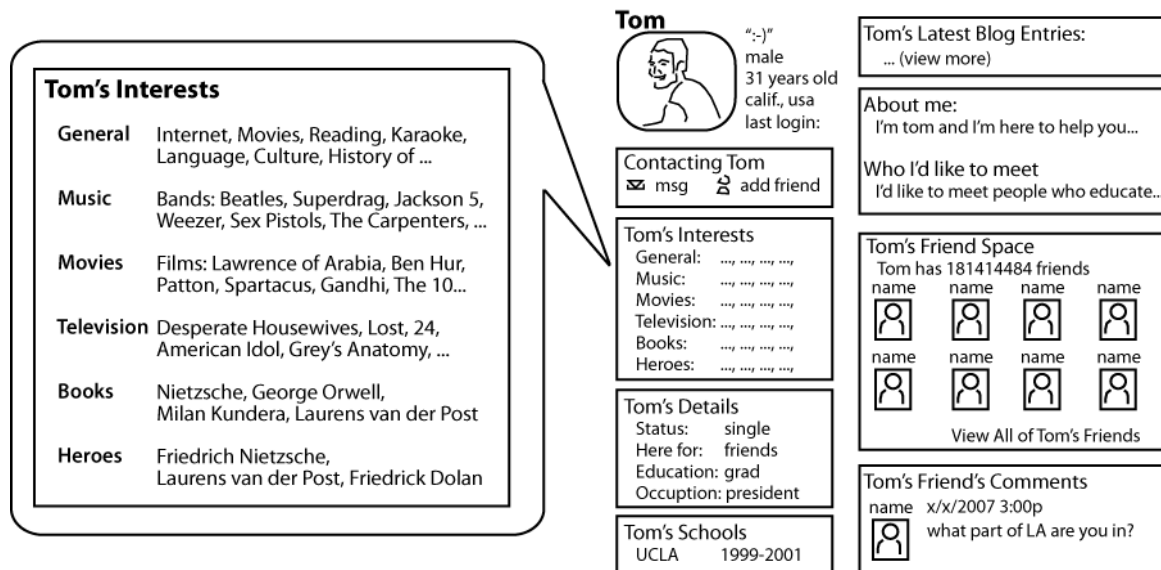 Tom's Interests
General Internet, Movies, Reading, Karaoke,
Language, Culture, History of ...
Music Bands: Beatles, Superdrag, Jackson 5,
Weezer, Sex Pistols, The Carpenters, ...
Movies Films: Lawrence of Arabia, Ben Hur,
Patton, Spartacus, Gandhi, The 10...
Television Desperate Housewives, Lost, 24,
American Idol, Grey's Anatomy, ...
Books Nietzsche, George Orwell,
Milan Kundera, Laurens van der Post
Heroes Friedrich Nietzsche,
Laurens van der Post, Friedrick Dolan
Tom
":-)"
male
31 years old
calif., usa
last login:
Contacting Tom
msg add friend
Tom's Interests
General: ..., ..., ..., ...,
Music: ..., ..., ..., ...,
Movies: ..., ..., ..., ...,
Television: ..., ..., ..., ...,
Books: ..., ..., ..., ...,
Heroes: ..., ..., ..., ...,
Tom's Details
Status: single
Here for: friends
Education: grad
Occuption: president
Tom's Schools
UCLA 1999-2001
Tom's Latest Blog Entries:
... (view more)
About me:
I'm tom and I'm here to help you...
Who I'd like to meet
I'd like to meet people who educate...
Tom's Friend Space
Tom has 181414484 friends
name name name name
name name name name
View All of Tom's Friends
Tom's Friend's Comments
name x/x/2007 3:00p
what part of LA are you in?